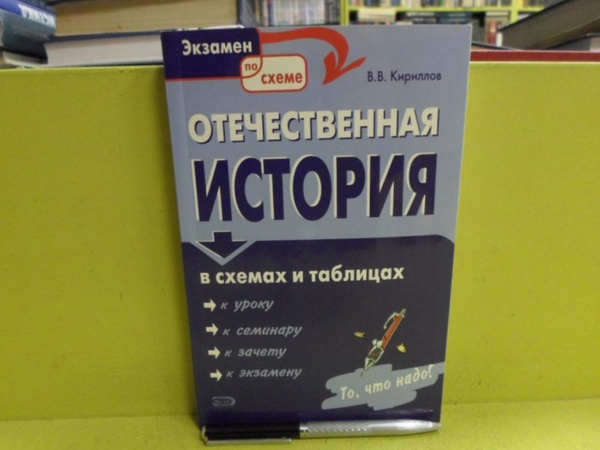 Экзамен
по
схеме
В.В. Кириллов
ОТЕЧЕСТВЕННАЯ
ИСТОРИЯ
в схемах и таблицах
к уроку
к семинару
к зачету
к экзамену
То, что надо!